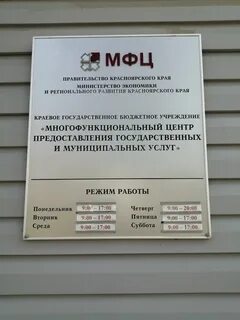 МФЦ
ПРАВИТЕЛЬСТВО КРАСНОЯРСКОГО КРАЯ
МИНИСТЕРСТВО ЭКОНОМИКИ
И РЕГИОНАЛЬНОГО РАЗВИТИЯ КРАСНОЯРСКОГО КРАЯ
КРАЕВОЕ ГОСУДАРСТВЕННОЕ БЮДЖЕТНОЕ УЧРЕЖДЕНИЕ
«МНОГОФУНКЦИОНАЛЬНЫЙ ЦЕНТР
ПРЕДОСТАВЛЕНИЯ ГОСУДАРСТВЕННЫХ
И МУНИЦИПАЛЬНЫХ УСЛУГ»
РЕЖИМ РАБОТЫ
Понедельник 9:00 – 17:00 Четверг 9:00 – 20:00
Вторник 9:00 – 17:00 Пятница 9:00 – 17:00
Среда 9:00 – 17:00 Суббота 9:00 – 17:00